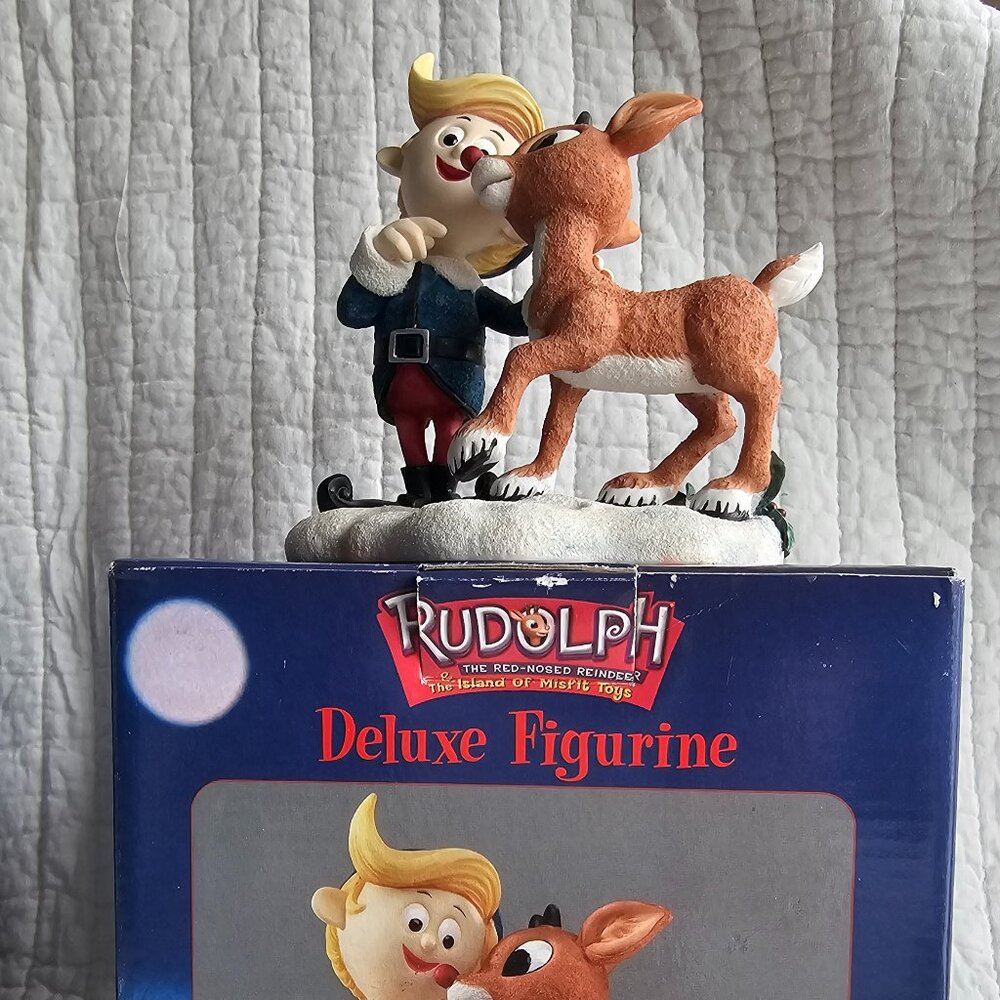 RUDOLPH
THE RED-NOSED REINDEER
& The Island Of Misfit Toys
Deluxe Figurine